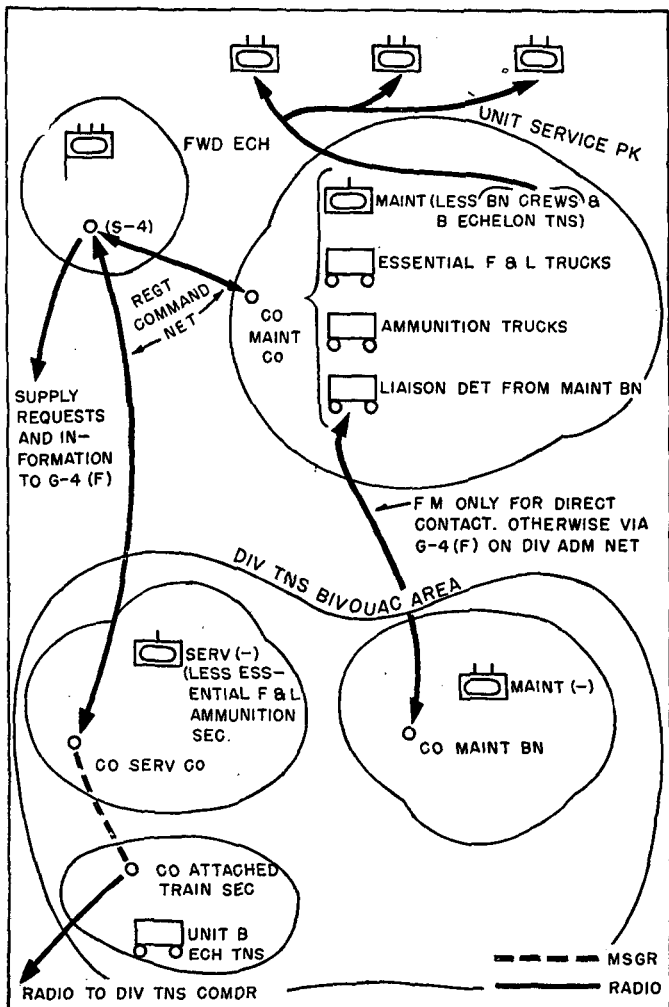 FWD ECH
UNIT SERVICE PK
(S-4)
REGT
COMMAND
NET
CO
MAINT
CO
MAINT (LESS BN CREWS &
B ECHELON TNS)
ESSENTIAL F & L TRUCKS
AMMUNITION TRUCKS
LIAISON DET FROM MAINT BN
SUPPLY
REQUESTS
AND IN-
FORMATION
TO G-4 (F)
FM ONLY FOR DIRECT
CONTACT. OTHERWISE VIA
G-4 (F) ON DIV ADM NET
DIV TNS BIVOUAC AREA
SERV (-)
(LESS ESS-
ENTIAL F & L
AMMUNITION
SEC.
CO SERV CO
MAINT (-)
CO MAINT BN
CO ATTACHED
TRAIN SEC
UNIT B
ECH TNS
RADIO TO DIV TNS COMDR
MSGR
RADIO